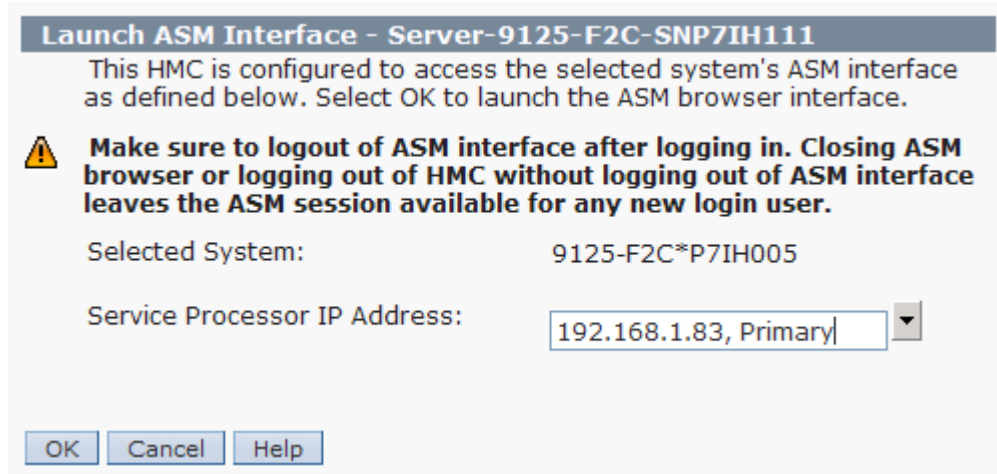 Launch ASM Interface - Server-9125-F2C-SNP7IH111
This HMC is configured to access the selected system's ASM interface
as defined below. Select OK to launch the ASM browser interface.
Make sure to logout of ASM interface after logging in. Closing ASM
browser or logging out of HMC without logging out of ASM interface
leaves the ASM session available for any new login user.
Selected System: 9125-F2C*P7IH005
Service Processor IP Address: 192.168.1.83, Primary
OK Cancel Help